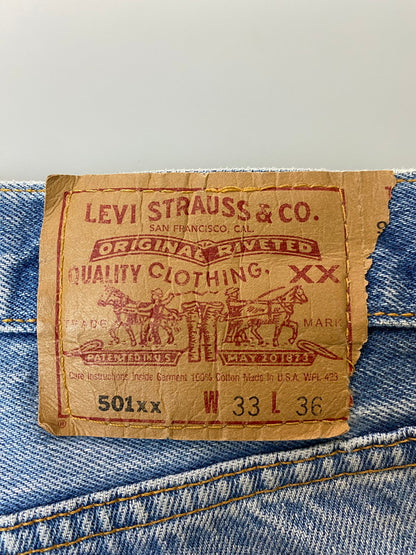 LEVI STRAUSS & CO.
SAN FRANCISCO, CAL.
ORIGINAL RIVETED
QUALITY CLOTHING. XX
TRADE MARK
PATENTED IN U.S. MAY 20 1873
Care Instructions Inside Garment 100% Cotton Made In U.S.A. WPL 423
501xx W 33 L 36
®